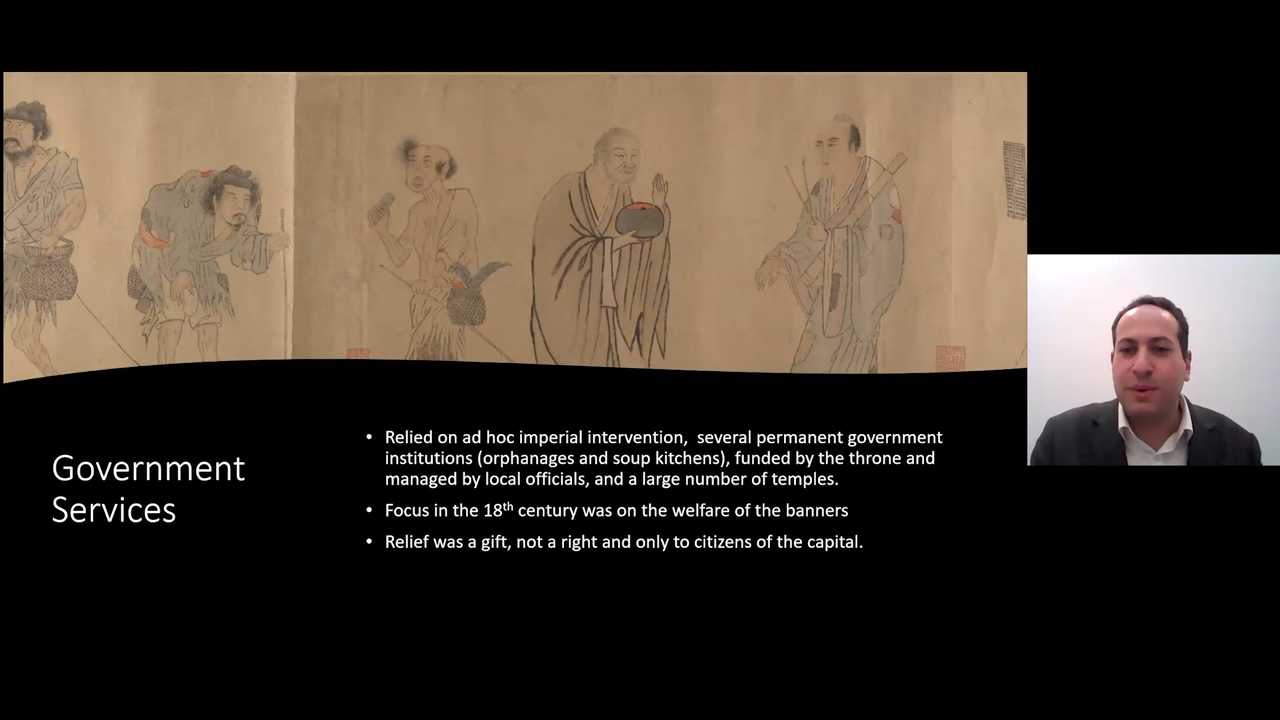 Government
Services
• Relied on ad hoc imperial intervention,  several permanent government
institutions (orphanages and soup kitchens), funded by the throne and
managed by local officials, and a large number of temples.
• Focus in the 18th century was on the welfare of the banners
• Relief was a gift, not a right and only to citizens of the capital.